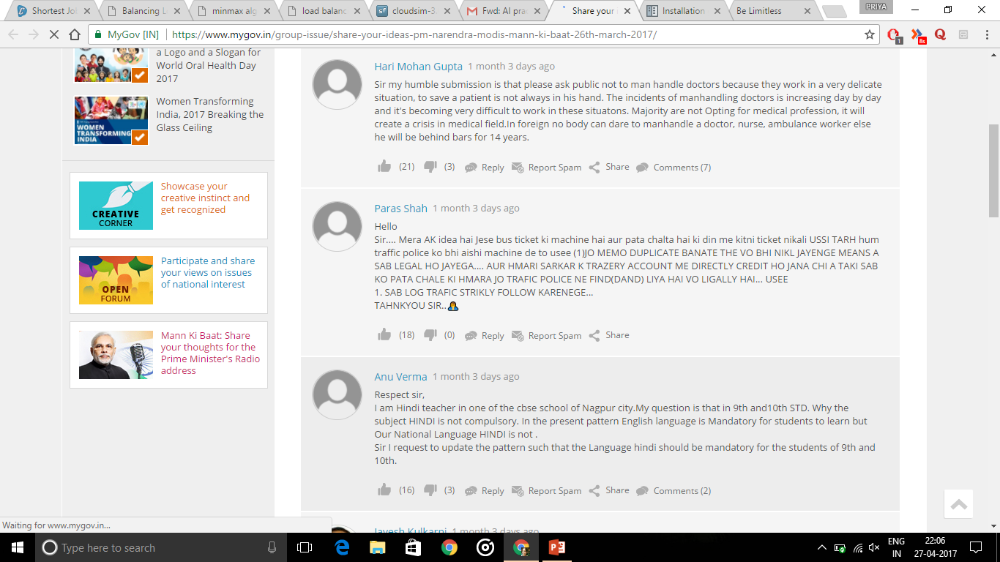 Shortest Jo
Balancing L
minmax alg
load balanc
cloudsim-3.
Fwd: AI prac
Share your
Installation
Be Limitless
PRIYA
MyGov [IN]
https://www.mygov.in/group-issue/share-your-ideas-pm-narendra-modis-mann-ki-baat-26th-march-2017/
1
8s
a Logo and a Slogan for
World Oral Health Day
2017
WOMEN
TRANSFORMING
INDIA
Women Transforming
India, 2017 Breaking the
Glass Ceiling
CREATIVE
CORNER
Showcase your
creative instinct and
get recognized
OPEN
FORUM
Participate and share
your views on issues
of national interest
Mann Ki Baat: Share
your thoughts for the
Prime Minister's Radio
address
Hari Mohan Gupta 1 month 3 days ago
Sir my humble submission is that please ask public not to man handle doctors because they work in a very delicate
situation, to save a patient is not always in his hand. The incidents of manhandling doctors is increasing day by day
and it's becoming very difficult to work in these situatons. Majority are not Opting for medical profession, it will
create a crisis in medical field.In foreign no body can dare to manhandle a doctor, nurse, ambulance worker else
he will be behind bars for 14 years.
(21) (3) Reply Report Spam Share Comments (7)
Paras Shah 1 month 3 days ago
Hello
Sir.... Mera AK idea hai Jese bus ticket ki machine hai aur pata chalta hai ki din me kitni ticket nikali USSI TARH hum
traffic police ko bhi aishi machine de to usee (1)JO MEMO DUPLICATE BANATE THE VO BHI NIKL JAYENGE MEANS A
SAB LEGAL HO JAYEGA.... AUR HMARI SARKAR K TRAZERY ACCOUNT ME DIRECTLY CREDIT HO JANA CHI A TAKI SAB
KO PATA CHALE KI HMARA JO TRAFIC POLICE NE FIND(DAND) LIYA HAI VO LIGALLY HAI... USEE
1. SAB LOG TRAFIC STRIKLY FOLLOW KARENEGE...
TAHNKYOU SIR..
(18) (0) Reply Report Spam Share
Anu Verma 1 month 3 days ago
Respect sir,
I am Hindi teacher in one of the cbse school of Nagpur city.My question is that in 9th and10th STD. Why the
subject HINDI is not compulsory. In the present pattern English language is Mandatory for students to learn but
Our National Language HINDI is not .
Sir I request to update the pattern such that the Language hindi should be mandatory for the students of 9th and
10th.
(16) (3) Reply Report Spam Share Comments (2)
Jayesh Kulkarni 1 month 3 days ago
Waiting for www.mygov.in...
Type here to search
ENG
IN
22:06
27-04-2017